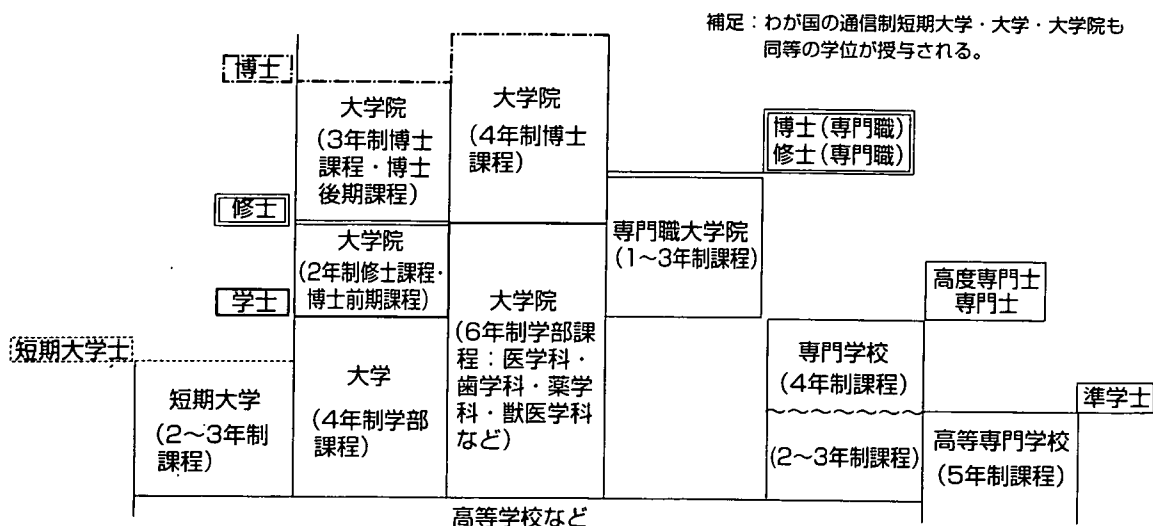 補足：わが国の通信制短期大学・大学・大学院も
同等の学位が授与される。
博士
大学院
(3年制博士
課程・博士
後期課程)
大学院
(4年制博士
課程)
博士(専門職)
修士(専門職)
修士
大学院
(2年制修士課程・
博士前期課程)
専門職大学院
(1〜3年制課程)
学士
大学院
(6年制学部課
程：医学科・
歯学科・薬学
科・獣医学科
など)
高度専門士
専門士
短期大学士
短期大学
(2〜3年制
課程)
大学
(4年制学部
課程)
専門学校
(4年制課程)
(2〜3年制課程)
準学士
高等専門学校
(5年制課程)
高等学校など